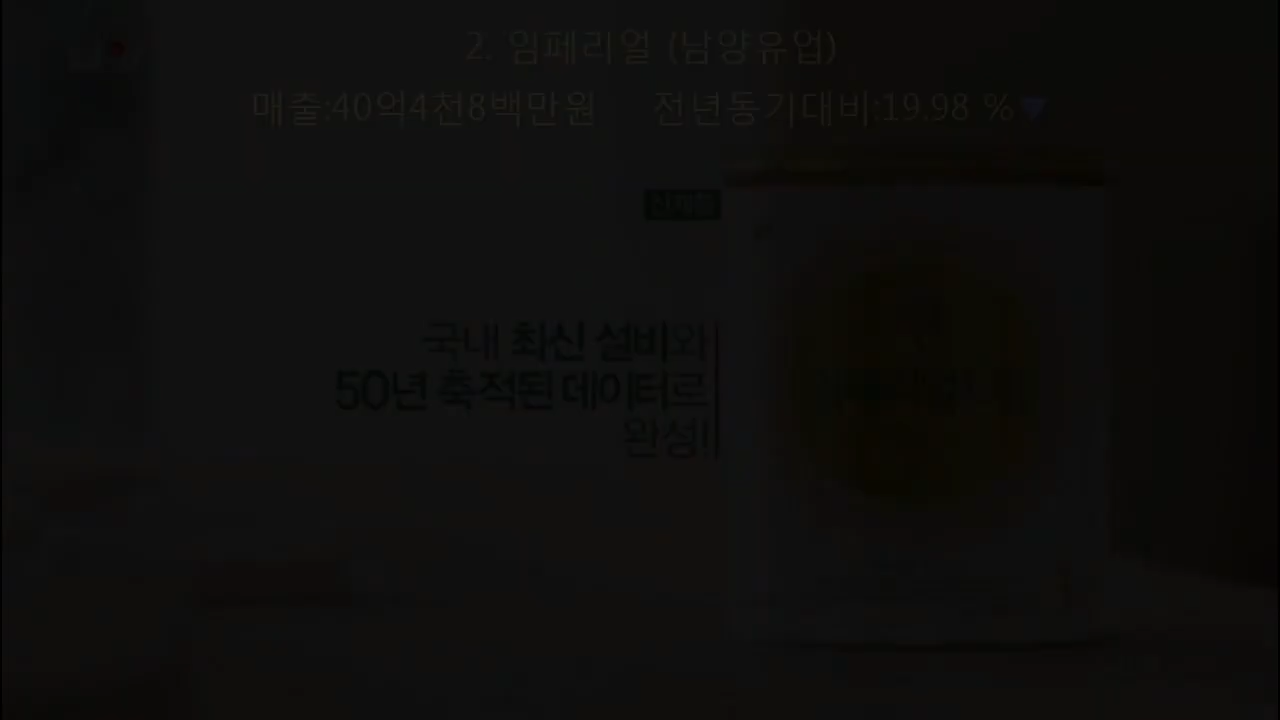 2. 임페리얼 (남양유업)
매출:40억4천8백만원 전년동기대비:19.98 %▼
신제품
국내 최신 설비와
50년 축적된 데이터로
완성!